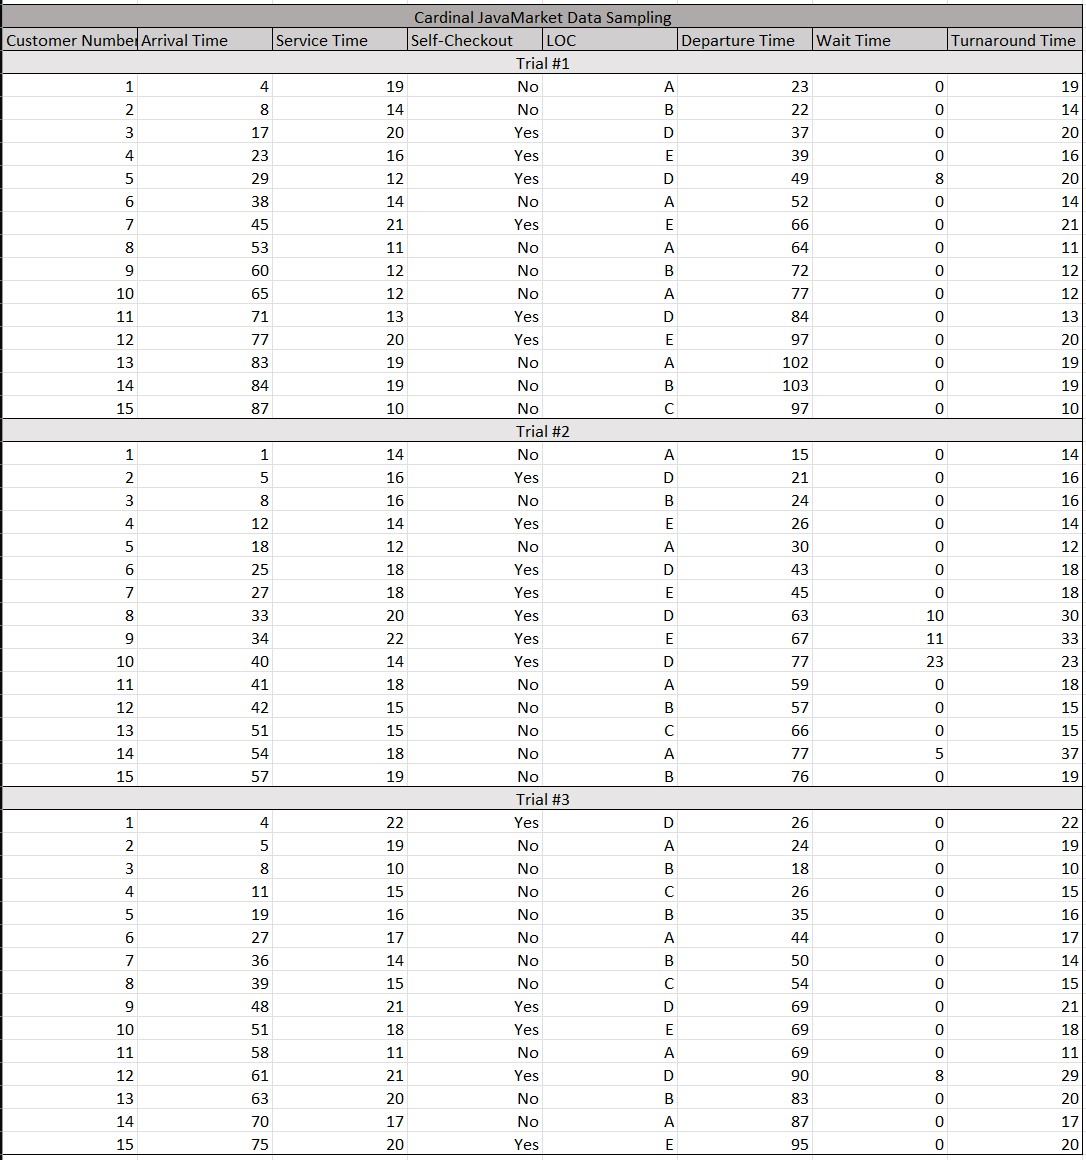 Cardinal JavaMarket Data Sampling
Customer Number Arrival Time Service Time Self-Checkout LOC Departure Time Wait Time Turnaround Time
Trial #1
1 4 19 No A 23 0 19
2 8 14 No B 22 0 14
3 17 20 Yes D 37 0 20
4 23 16 Yes E 39 0 16
5 29 12 Yes D 49 8 20
6 38 14 No A 52 0 14
7 45 21 Yes E 66 0 21
8 53 11 No A 64 0 11
9 60 12 No B 72 0 12
10 65 12 No A 77 0 12
11 71 13 Yes D 84 0 13
12 77 20 Yes E 97 0 20
13 83 19 No A 102 0 19
14 84 19 No B 103 0 19
15 87 10 No C 97 0 10
Trial #2
1 1 14 No A 15 0 14
2 5 16 Yes D 21 0 16
3 8 16 No B 24 0 16
4 12 14 Yes E 26 0 14
5 18 12 No A 30 0 12
6 25 18 Yes D 43 0 18
7 27 18 Yes E 45 0 18
8 33 20 Yes D 63 10 30
9 34 22 Yes E 67 11 33
10 40 14 Yes D 77 23 23
11 41 18 No A 59 0 18
12 42 15 No B 57 0 15
13 51 15 No C 66 0 15
14 54 18 No A 77 5 37
15 57 19 No B 76 0 19
Trial #3
1 4 22 Yes D 26 0 22
2 5 19 No A 24 0 19
3 8 10 No B 18 0 10
4 11 15 No C 26 0 15
5 19 16 No B 35 0 16
6 27 17 No A 44 0 17
7 36 14 No B 50 0 14
8 39 15 No C 54 0 15
9 48 21 Yes D 69 0 21
10 51 18 Yes E 69 0 18
11 58 11 No A 69 0 11
12 61 21 Yes D 90 8 29
13 63 20 No B 83 0 20
14 70 17 No A 87 0 17
15 75 20 Yes E 95 0 20